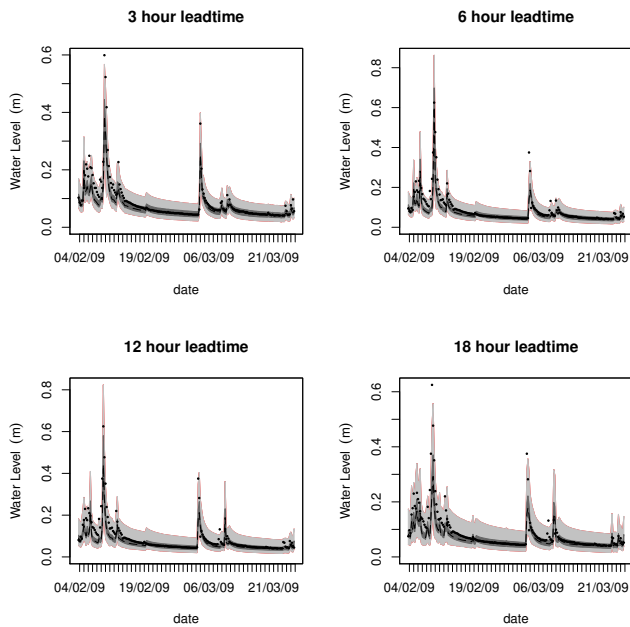 3 hour leadtime
Water Level (m)
0.0
0.2
0.4
0.6
04/02/09 19/02/09 06/03/09 21/03/09
date
6 hour leadtime
Water Level (m)
0.0
0.2
0.4
0.6
0.8
04/02/09 19/02/09 06/03/09 21/03/09
date
12 hour leadtime
Water Level (m)
0.0
0.2
0.4
0.6
0.8
04/02/09 19/02/09 06/03/09 21/03/09
date
18 hour leadtime
Water Level (m)
0.0
0.2
0.4
0.6
04/02/09 19/02/09 06/03/09 21/03/09
date